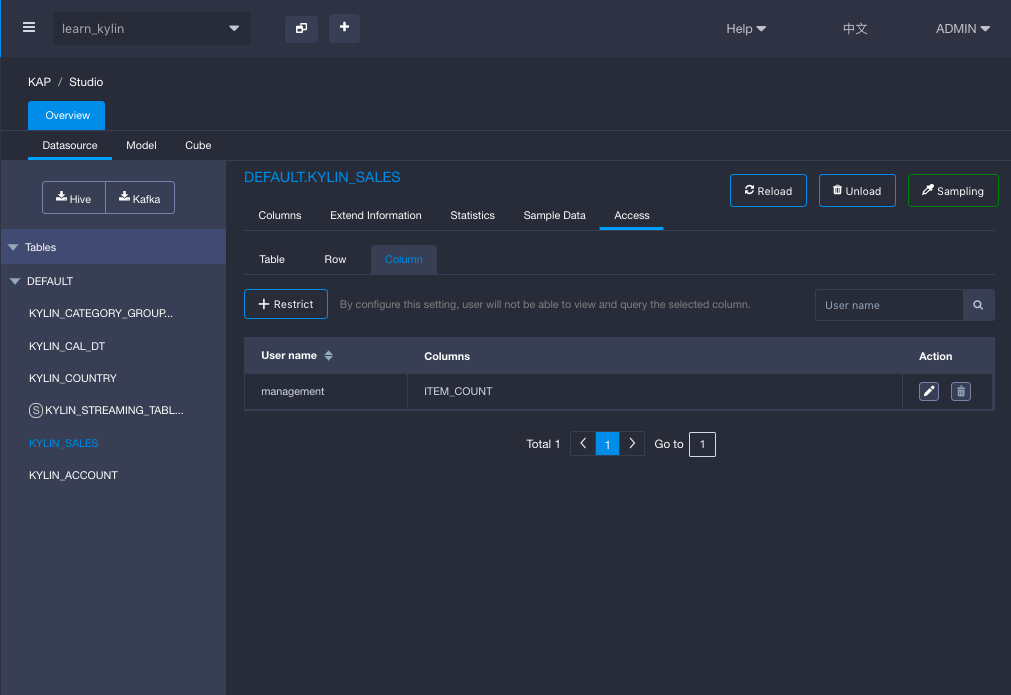 learn_kylin
Help
中文
ADMIN
KAP / Studio
Overview
Datasource
Model
Cube
Hive
Kafka
Tables
DEFAULT
KYLIN_CATEGORY_GROUP...
KYLIN_CAL_DT
KYLIN_COUNTRY
S KYLIN_STREAMING_TABL...
KYLIN_SALES
KYLIN_ACCOUNT
DEFAULT.KYLIN_SALES
Reload
Unload
Sampling
Columns
Extend Information
Statistics
Sample Data
Access
Table
Row
Column
+ Restrict
By configure this setting, user will not be able to view and query the selected column.
User name
User name
Columns
Action
management
ITEM_COUNT
Total 1
1
Go to
1